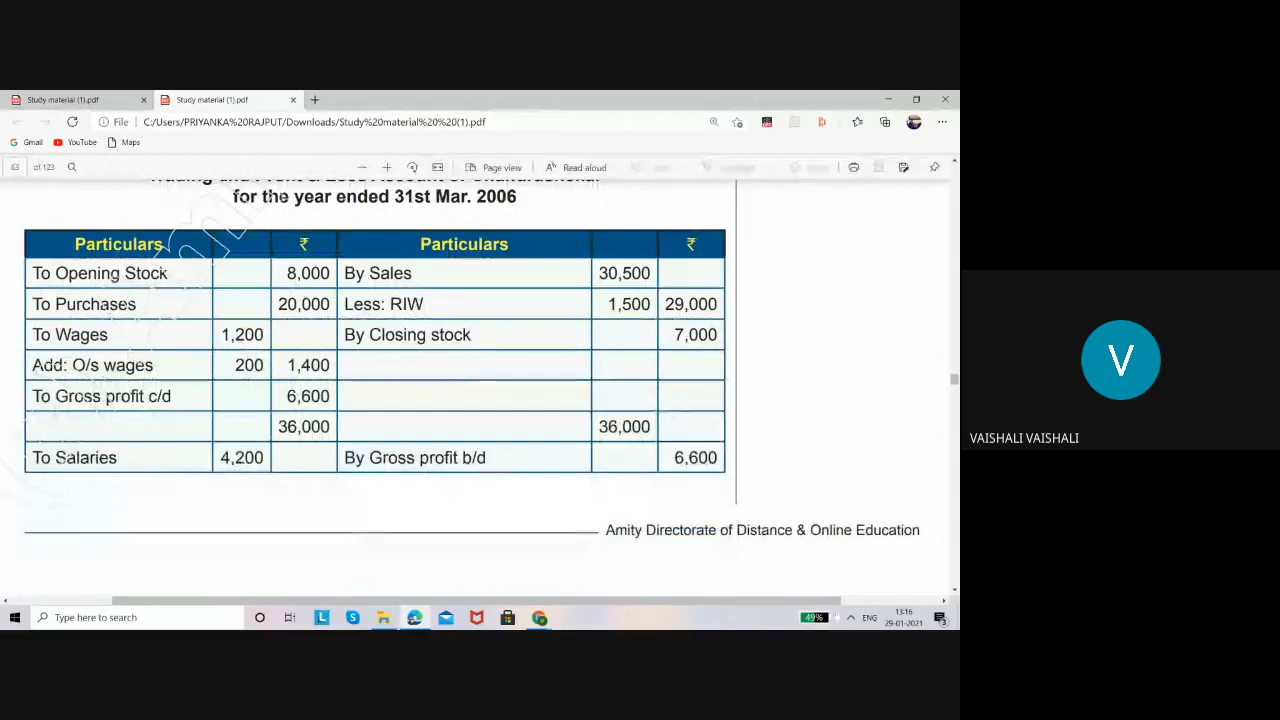 Study material (1).pdf
Study material (1).pdf
File C:/Users/PRIYANKA%20RAJPUT/Downloads/Study%20material%20%20(1).pdf
Gmail YouTube Maps
63 of 123 Page view Read aloud
for the year ended 31st Mar. 2006
Particulars ₹ Particulars ₹
To Opening Stock 8,000 By Sales 30,500
To Purchases 20,000 Less: RIW 1,500 29,000
To Wages 1,200 By Closing stock 7,000
Add: O/s wages 200 1,400
To Gross profit c/d 6,600
36,000 36,000
To Salaries 4,200 By Gross profit b/d 6,600
Amity Directorate of Distance & Online Education
V
VAISHALI VAISHALI
Type here to search
49% ENG 13:16
29-01-2021 3